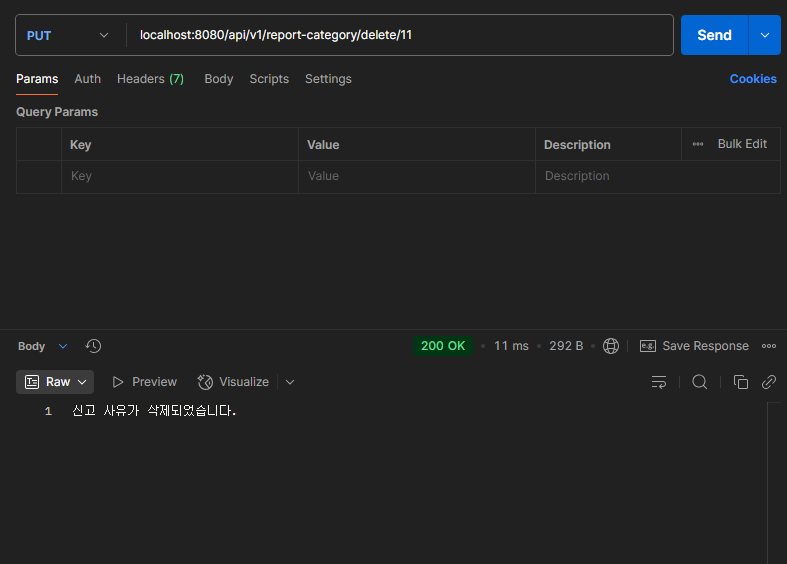 PUT localhost:8080/api/v1/report-category/delete/11 Send
Params Auth Headers (7) Body Scripts Settings Cookies
Query Params
Key Value Description Bulk Edit
Key Value Description
Body 200 OK 11 ms 292 B e.g. Save Response
Raw Preview Visualize
1 신고 사유가 삭제되었습니다.